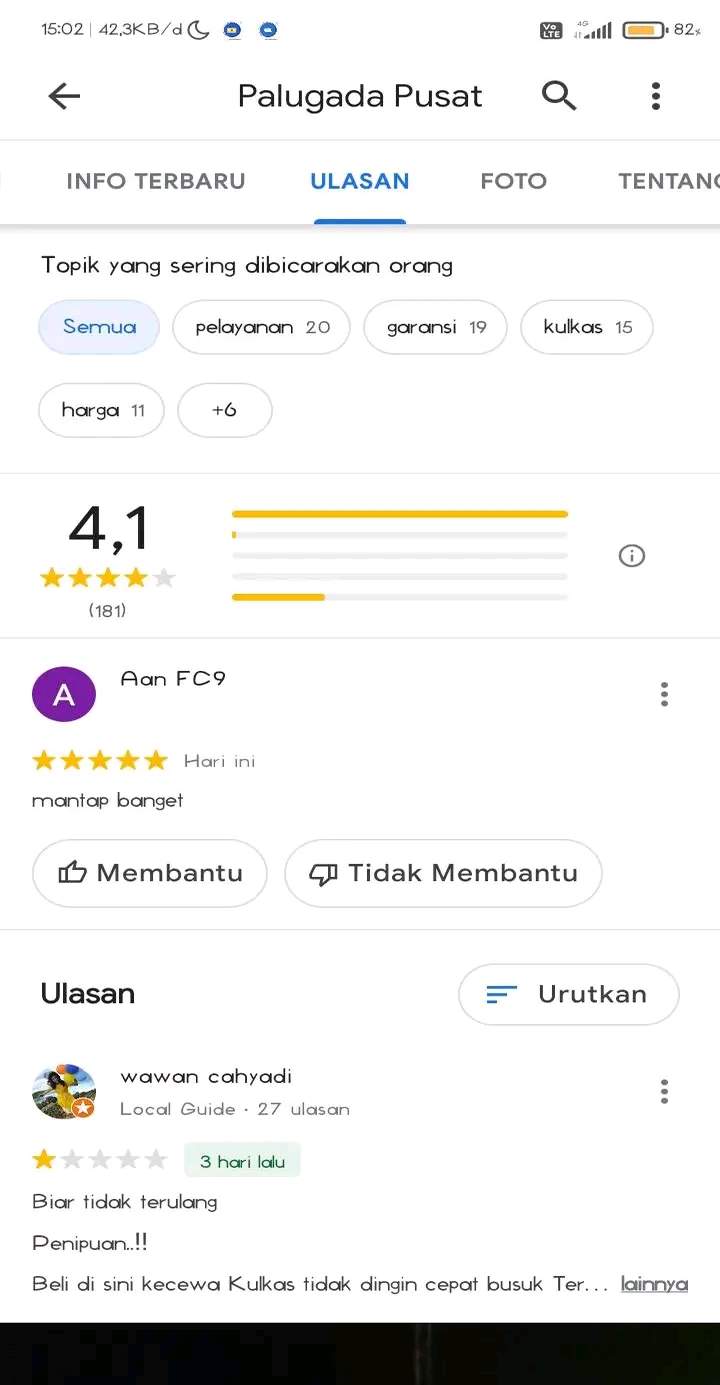 15:02 | 42,3KB/d
Vo LTE 4G 82%
Palugada Pusat
INFO TERBARU ULASAN FOTO TENTANG
Topik yang sering dibicarakan orang
Semua pelayanan 20 garansi 19 kulkas 15
harga 11 +6
4,1
(181)
A Aan FC9
Hari ini
mantap banget
Membantu Tidak Membantu
Ulasan Urutkan
wawan cahyadi
Local Guide · 27 ulasan
3 hari lalu
Biar tidak terulang
Penipuan..!!
Beli di sini kecewa Kulkas tidak dingin cepat busuk Ter... lainnya